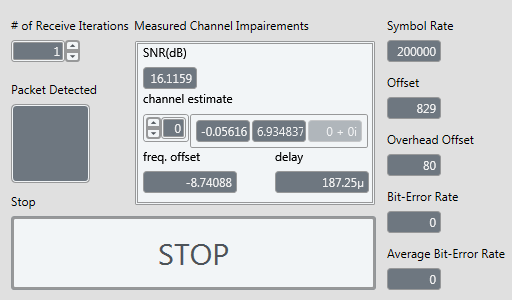 # of Receive Iterations
1
Packet Detected
Measured Channel Impairements
SNR(dB)
16.1159
channel estimate
0
-0.05616
6.934837
0 + 0i
freq. offset
-8.74088
delay
187.25µ
Stop
STOP
Symbol Rate
200000
Offset
829
Overhead Offset
80
Bit-Error Rate
0
Average Bit-Error Rate
0